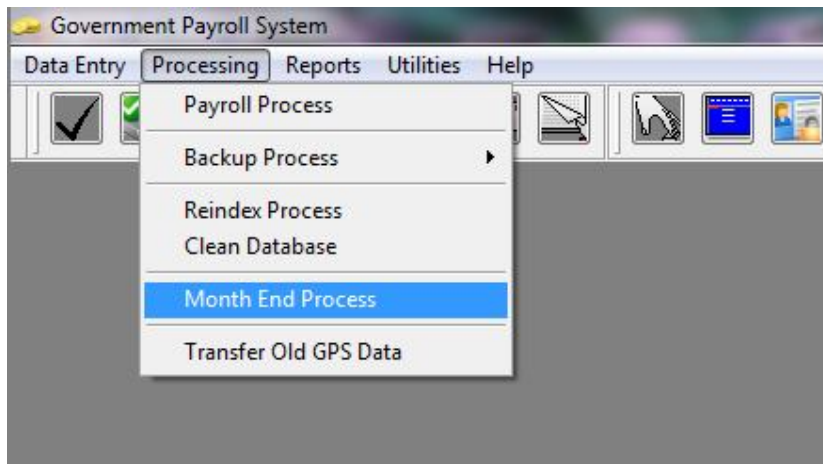 Government Payroll System
Data Entry Processing Reports Utilities Help
Payroll Process
Backup Process
Reindex Process
Clean Database
Month End Process
Transfer Old GPS Data